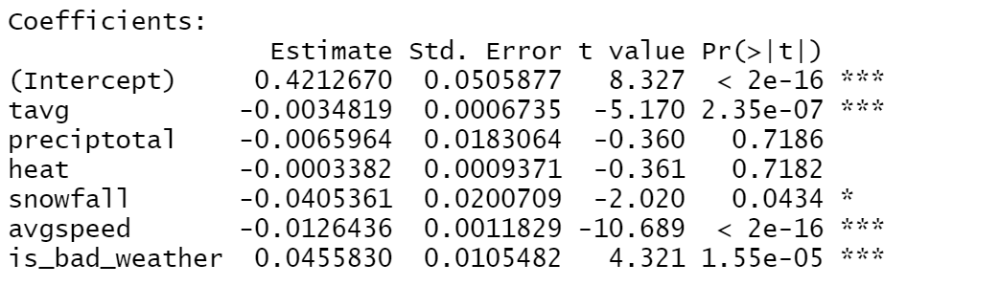 Coefficients:
Estimate Std. Error t value Pr(>|t|)
(Intercept) 0.4212670 0.0505877 8.327 < 2e-16 ***
tavg -0.0034819 0.0006735 -5.170 2.35e-07 ***
preciptotal -0.0065964 0.0183064 -0.360 0.7186
heat -0.0003382 0.0009371 -0.361 0.7182
snowfall -0.0405361 0.0200709 -2.020 0.0434 *
avgspeed -0.0126436 0.0011829 -10.689 < 2e-16 ***
is_bad_weather 0.0455830 0.0105482 4.321 1.55e-05 ***